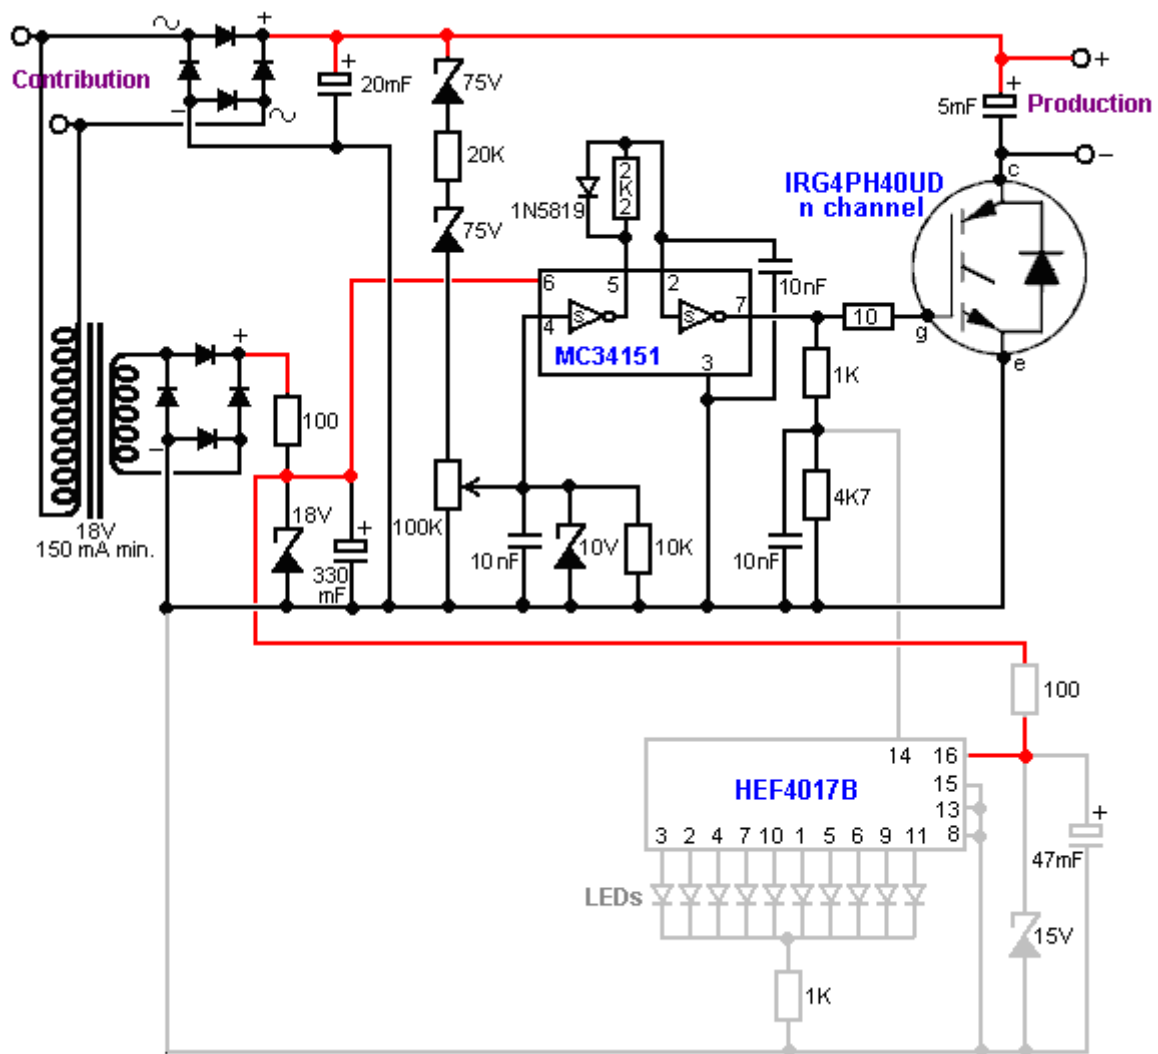 +
Contribution
20mF
+
75V
20K
75V
1N5819
2K2
+
5mF
+
Production
−
IRG4PH40UD
n channel
c
g
e
6
5
2
7
4
3
S
S
MC34151
10nF
10
1K
4K7
10nF
+
−
100
18V
150 mA min.
18V
+
330
mF
100K
10nF
10V
10K
100
14
16
15
13
8
HEF4017B
3 2 4 7 10 1 5 6 9 11
LEDs
1K
+
47mF
15V